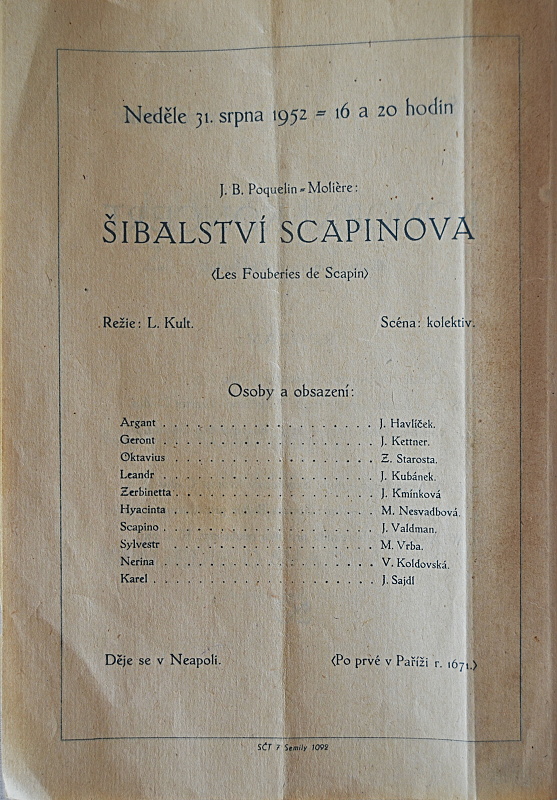 Neděle 31. srpna 1952 = 16 a 20 hodin
J. B. Poquelin-Molière:
ŠIBALSTVÍ SCAPINOVA
(Les Fouberies de Scapin)
Režie: L. Kult. Scéna: kolektiv.
Osoby a obsazení:
Argant . . . . . . . . . . . . . . . . . . . J. Havlíček.
Geront . . . . . . . . . . . . . . . . . . . J. Kettner.
Oktavius . . . . . . . . . . . . . . . . . . Z. Starosta.
Leandr . . . . . . . . . . . . . . . . . . . J. Kubánek.
Zerbinetta . . . . . . . . . . . . . . . . . J. Kmínková
Hyacinta . . . . . . . . . . . . . . . . . . M. Nesvadbová.
Scapino . . . . . . . . . . . . . . . . . . . J. Valdman.
Sylvestr . . . . . . . . . . . . . . . . . . M. Vrba.
Nerina . . . . . . . . . . . . . . . . . . . V. Koldovská.
Karel . . . . . . . . . . . . . . . . . . . . J. Sajdl
Děje se v Neapoli. (Po prvé v Paříži r. 1671.)
SČT 7 Semily 1092